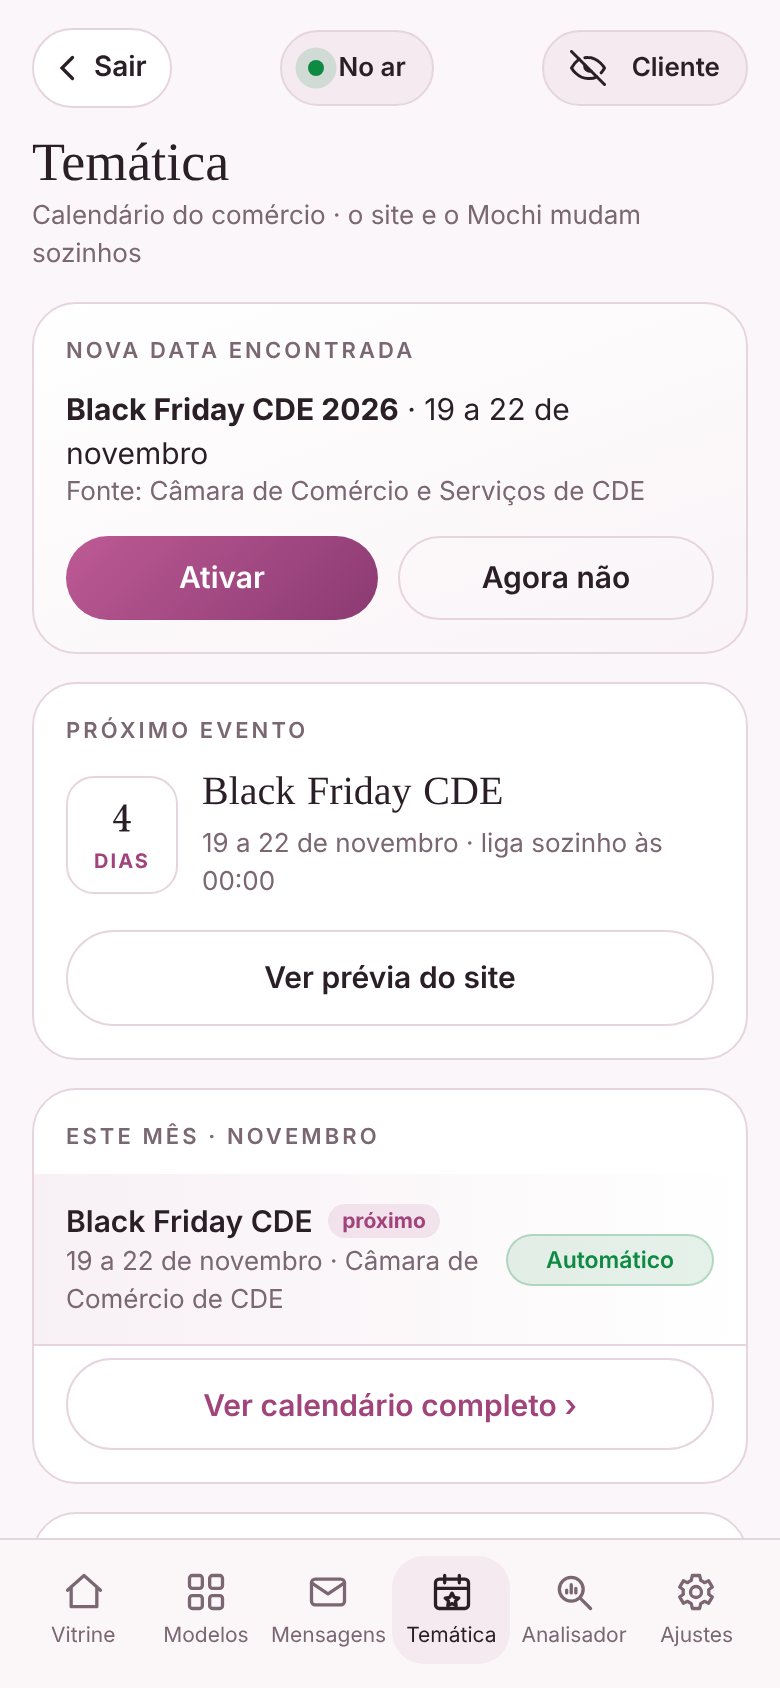 Sair
No ar
Cliente
Temática
Calendário do comércio · o site e o Mochi mudam
sozinhos
NOVA DATA ENCONTRADA
Black Friday CDE 2026 · 19 a 22 de
novembro
Fonte: Câmara de Comércio e Serviços de CDE
Ativar
Agora não
PRÓXIMO EVENTO
4
DIAS
Black Friday CDE
19 a 22 de novembro · liga sozinho às
00:00
Ver prévia do site
ESTE MÊS · NOVEMBRO
Black Friday CDE próximo
19 a 22 de novembro · Câmara de
Comércio de CDE
Automático
Ver calendário completo ›
Vitrine
Modelos
Mensagens
Temática
Analisador
Ajustes